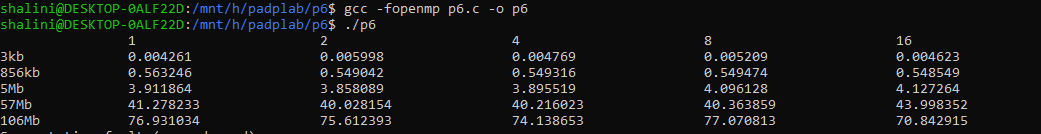 shalini@DESKTOP-0ALF22D:/mnt/h/padplab/p6$ gcc -fopenmp p6.c -o p6
shalini@DESKTOP-0ALF22D:/mnt/h/padplab/p6$ ./p6
1 2 4 8 16
3kb 0.004261 0.005998 0.004769 0.005209 0.004623
856kb 0.563246 0.549042 0.549316 0.549474 0.548549
5Mb 3.911864 3.858089 3.895519 4.096128 4.127264
57Mb 41.278233 40.028154 40.216023 40.363859 43.998352
106Mb 76.931034 75.612393 74.138653 77.070813 70.842915